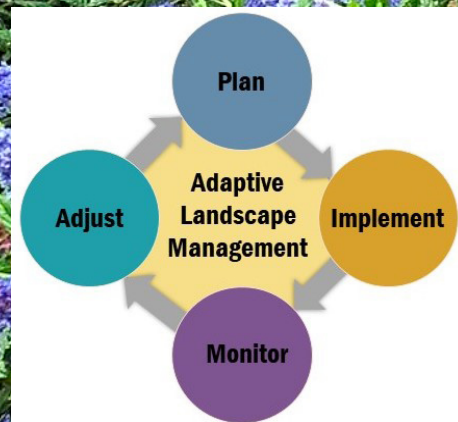 Plan
Adaptive
Landscape
Management
Adjust
Implement
Monitor